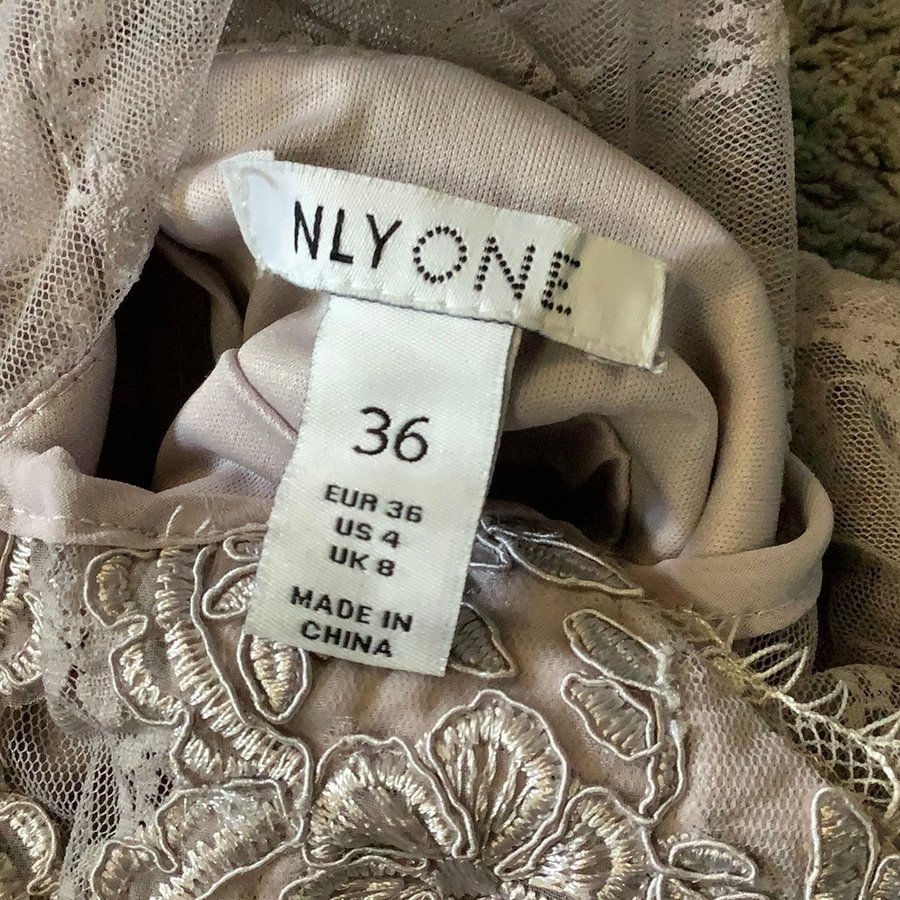 NLY ONE
36
EUR 36
US 4
UK 8
MADE IN
CHINA